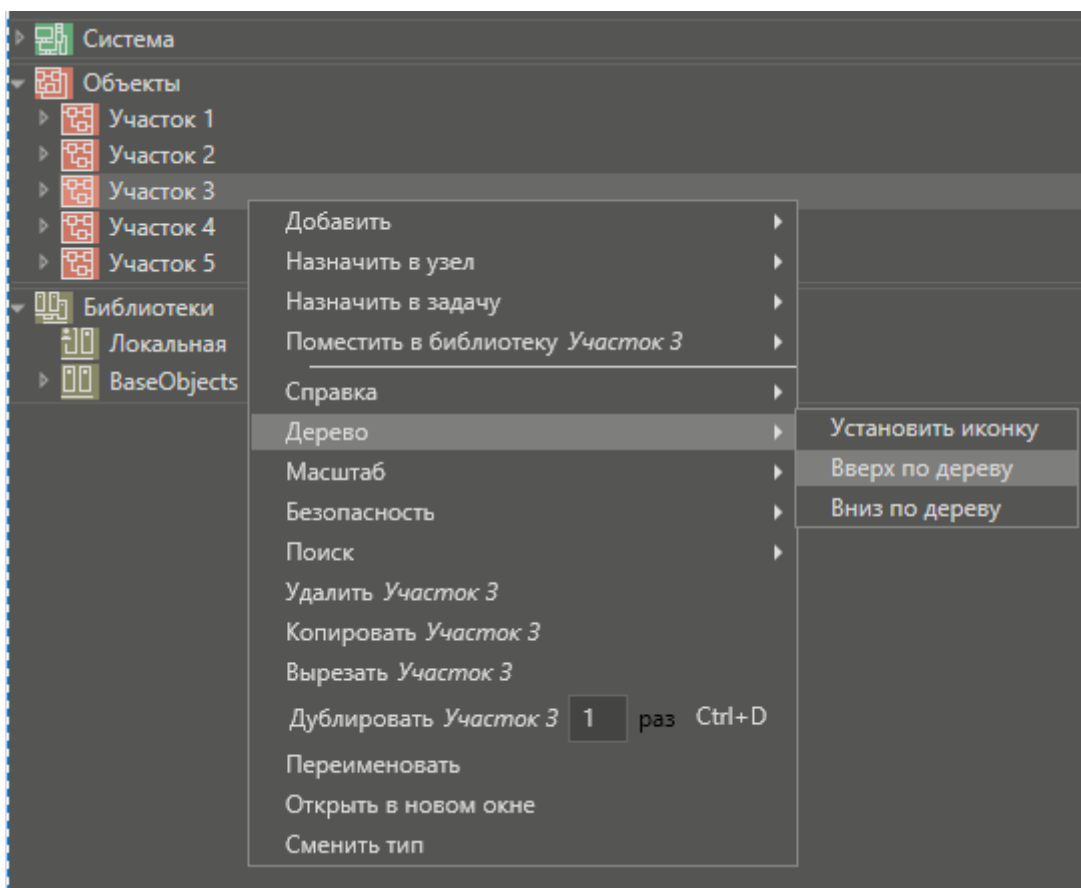 Система
Объекты
Участок 1
Участок 2
Участок 3
Участок 4
Участок 5
Библиотеки
Локальная
BaseObjects
Добавить
Назначить в узел
Назначить в задачу
Поместить в библиотеку Участок 3
Справка
Дерево
Масштаб
Безопасность
Поиск
Удалить Участок 3
Копировать Участок 3
Вырезать Участок 3
Дублировать Участок 3 1 раз Ctrl+D
Переименовать
Открыть в новом окне
Сменить тип
Установить иконку
Вверх по дереву
Вниз по дереву